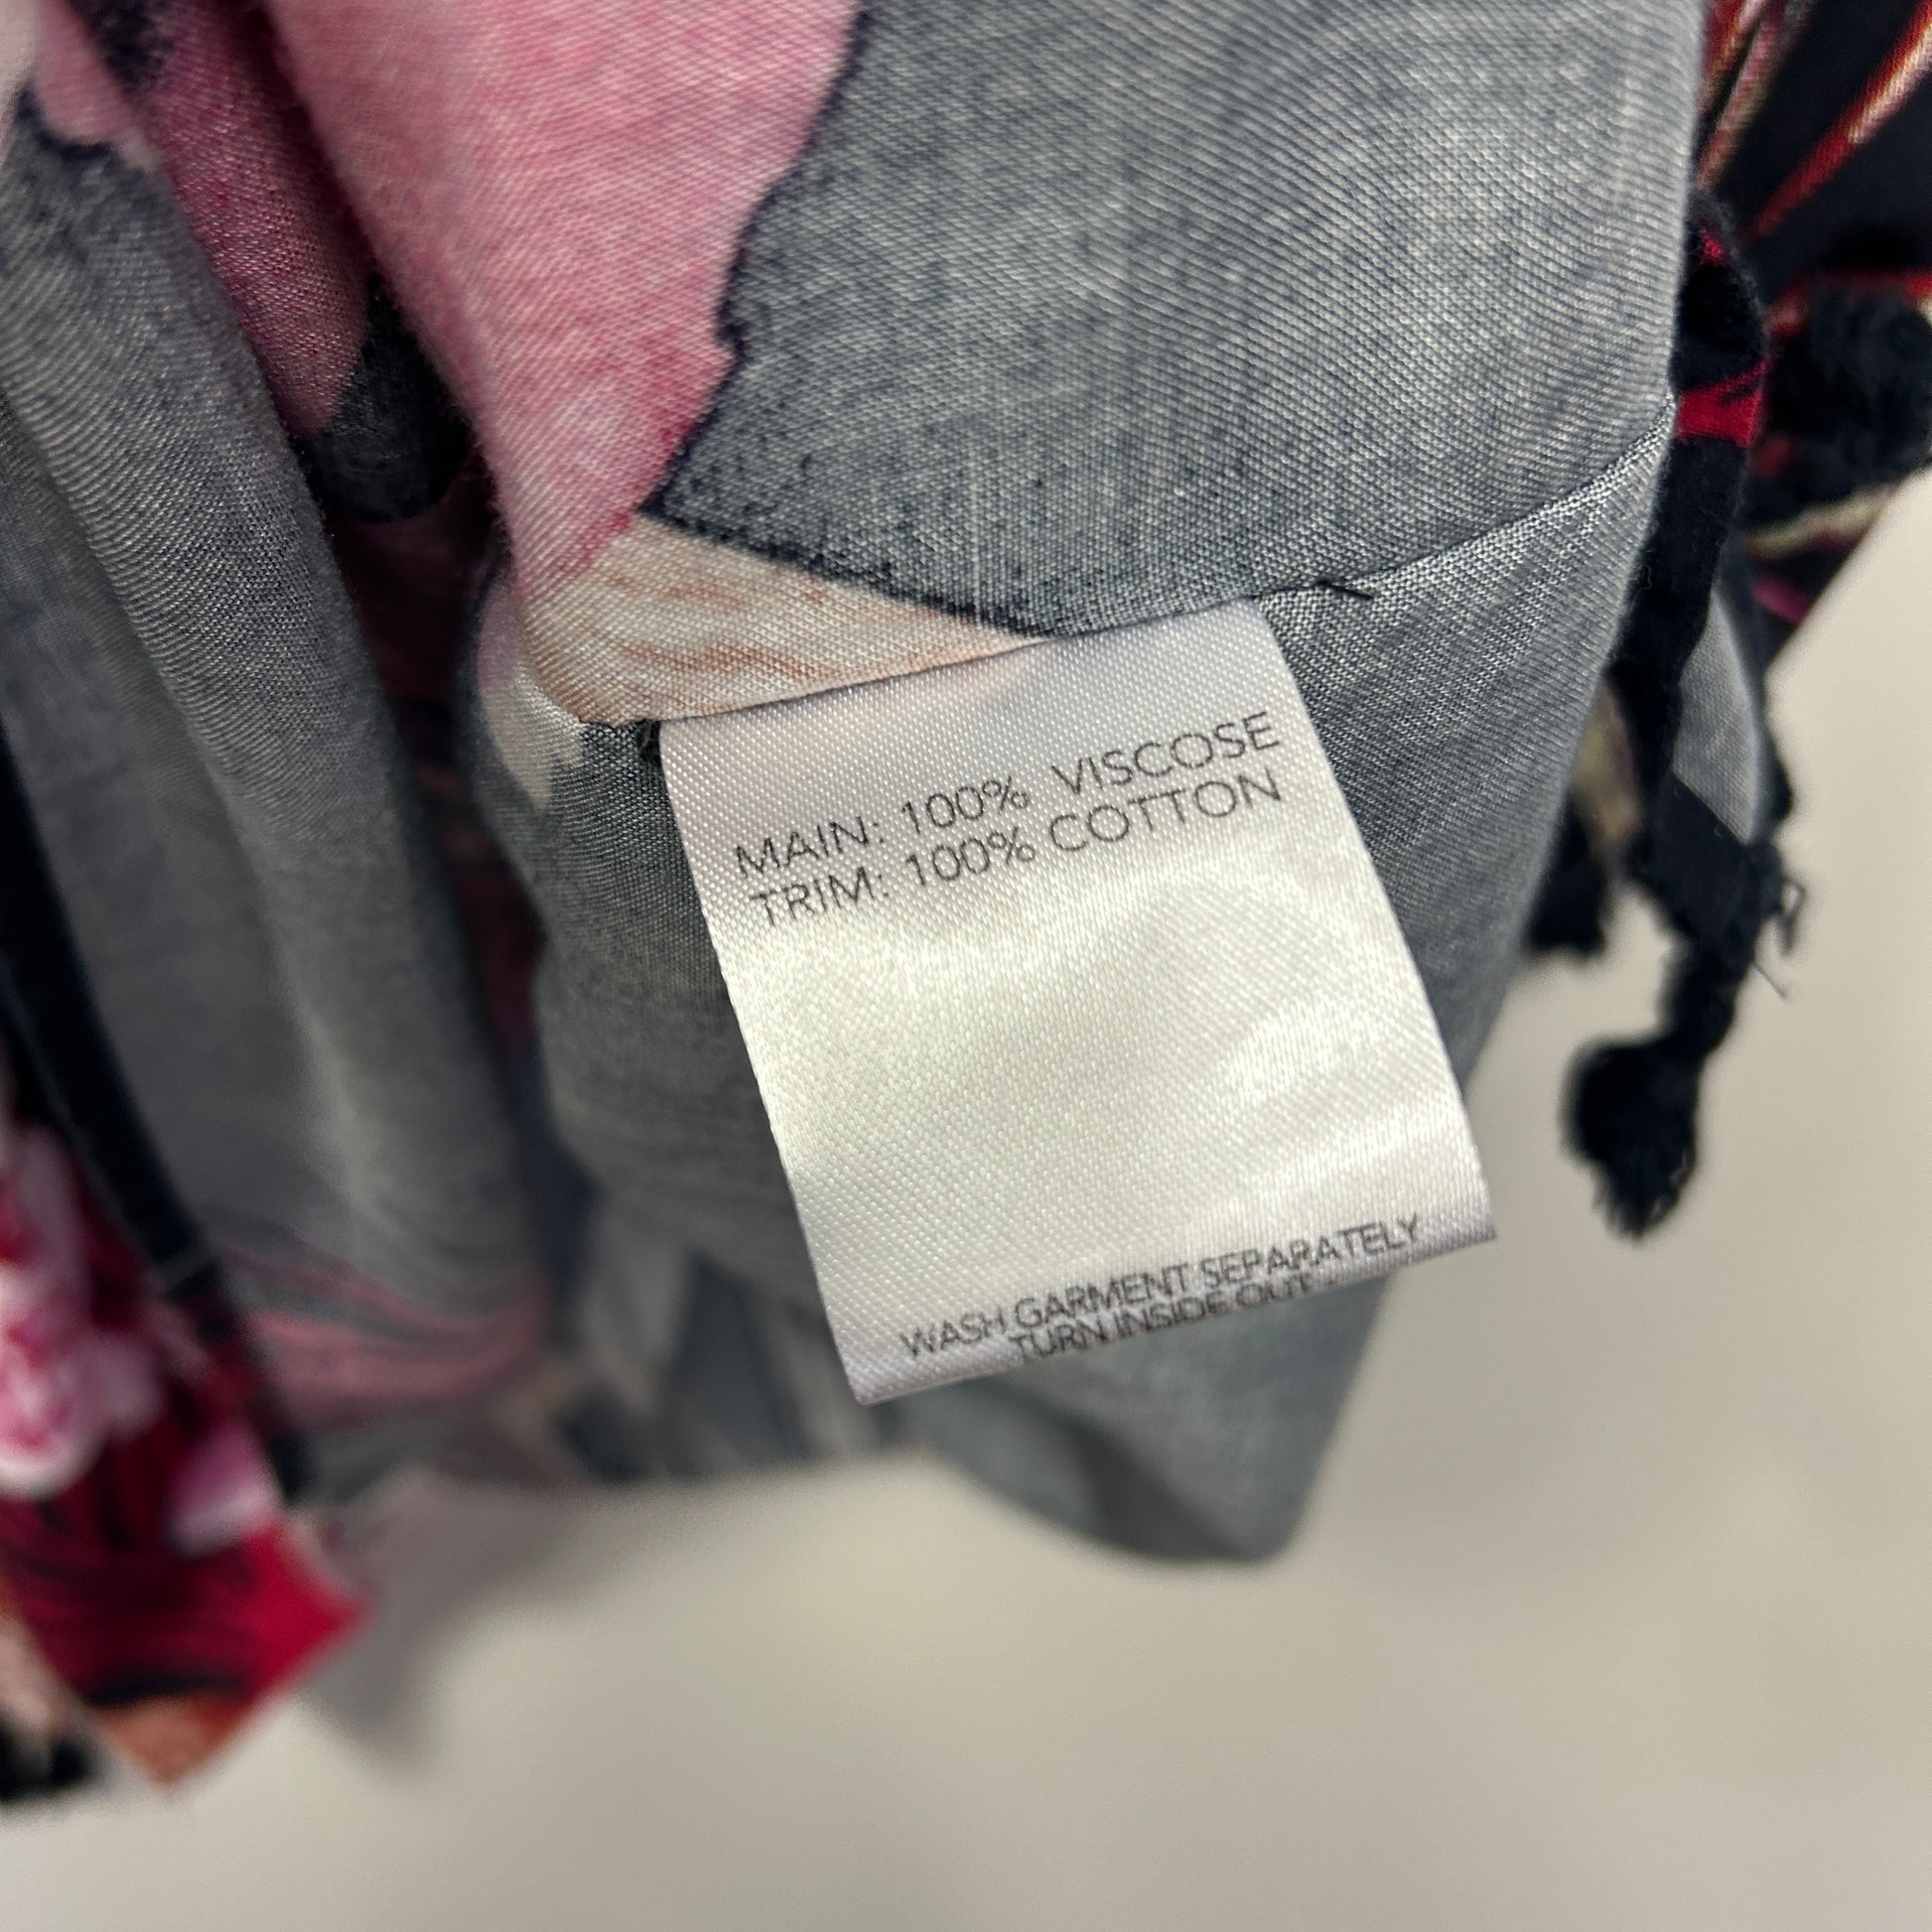 MAIN: 100% VISCOSE
TRIM: 100% COTTON
WASH GARMENT SEPARATELY
TURN INSIDE OUT